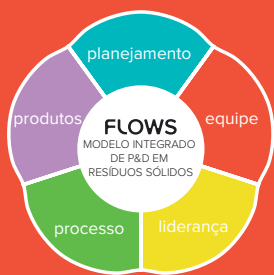 planejamento
produtos
equipe
FLOWS
MODELO INTEGRADO
DE P&D EM
RESÍDUOS SÓLIDOS
processo
liderança